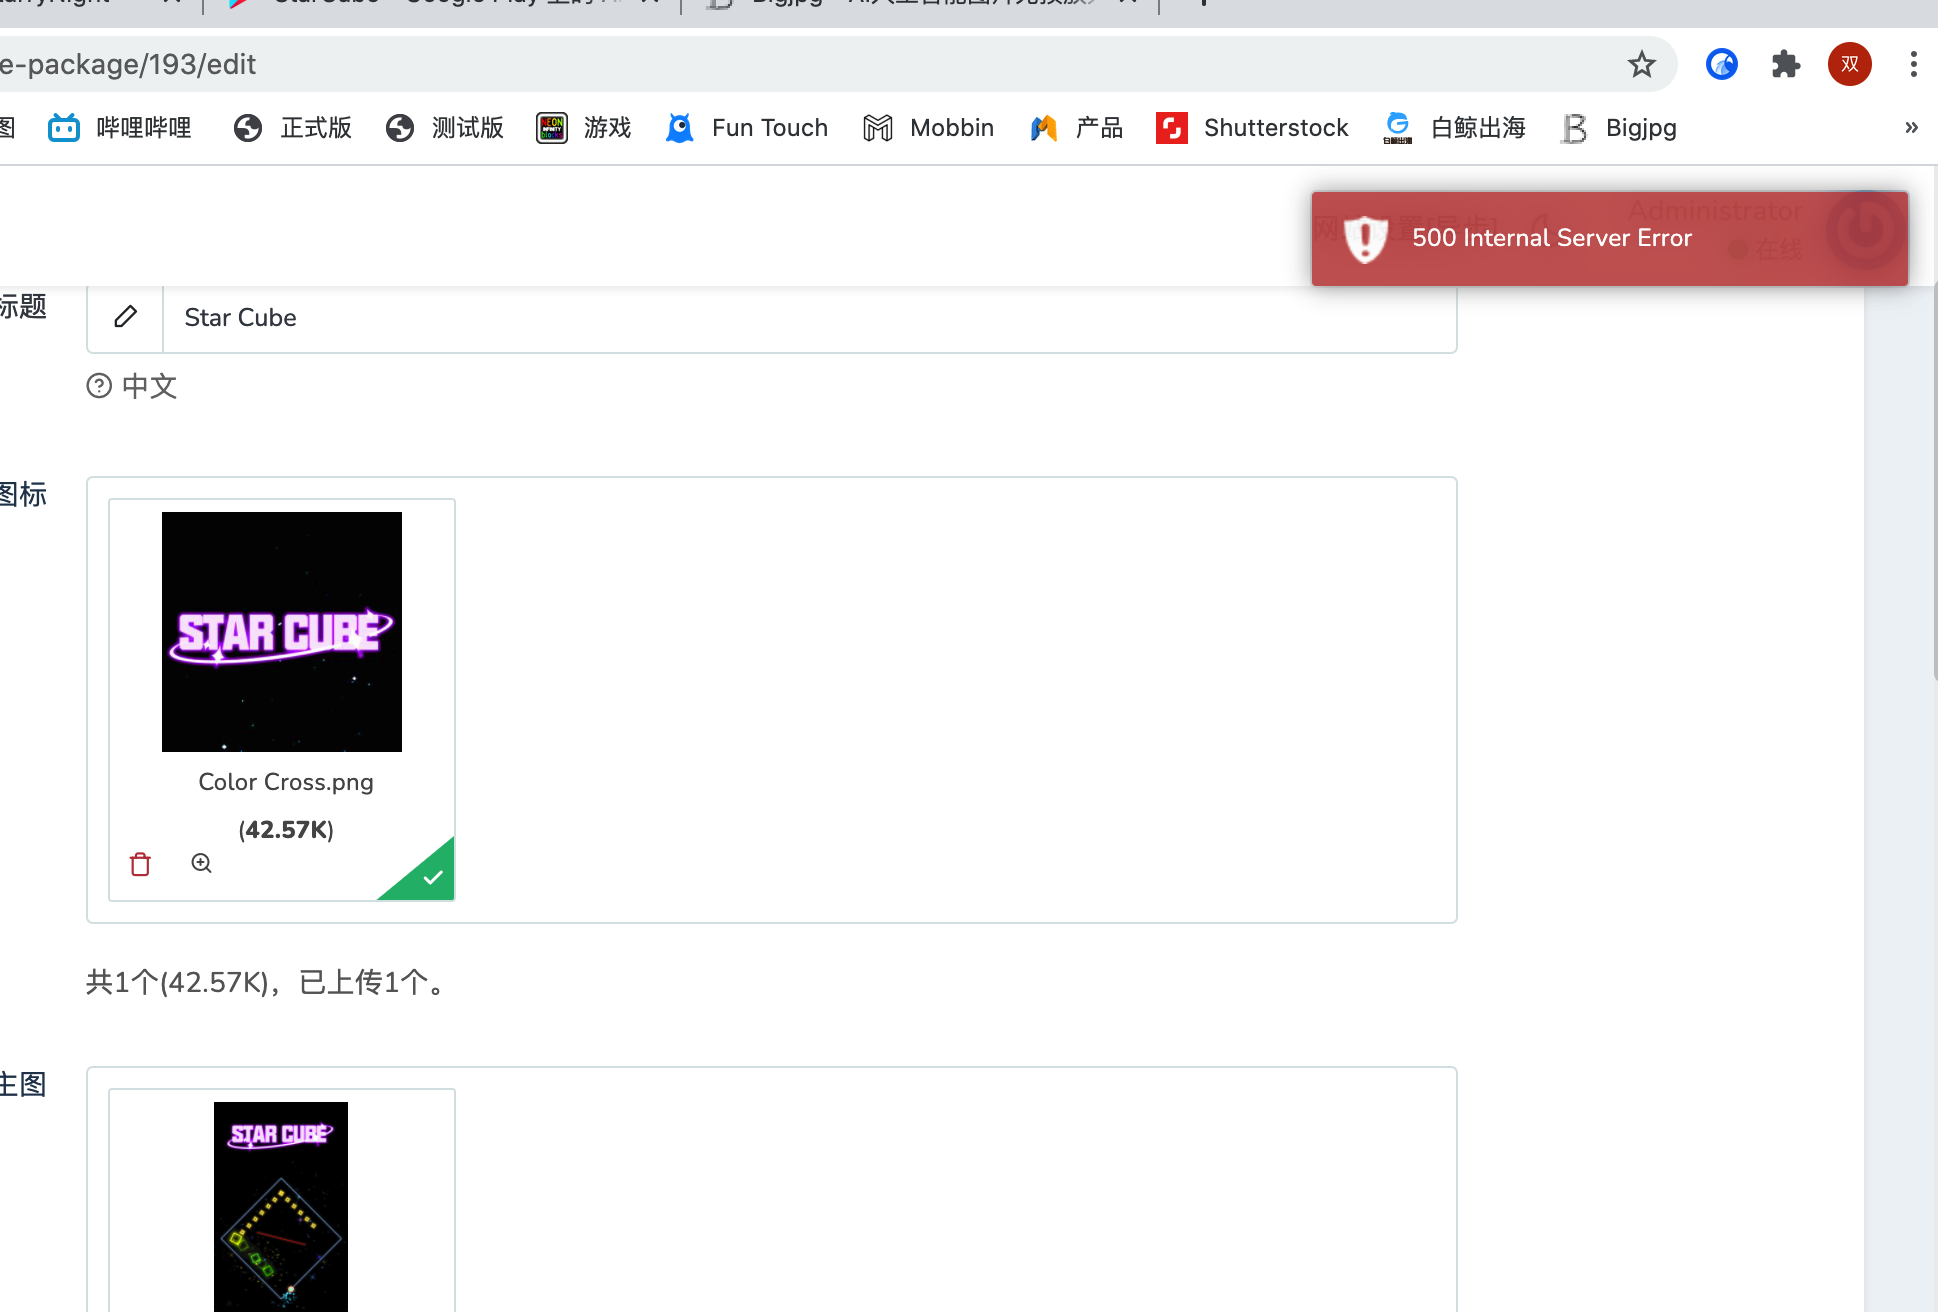 e-package/193/edit
双
图 哔哩哔哩 正式版 测试版 游戏 Fun Touch Mobbin 产品 Shutterstock 白鲸出海 Bigjpg »
Administrator
500 Internal Server Error
在线
标题 Star Cube
中文
图标
STAR CUBE
Color Cross.png
(42.57K)
共1个(42.57K)，已上传1个。
主图
STAR CUBE